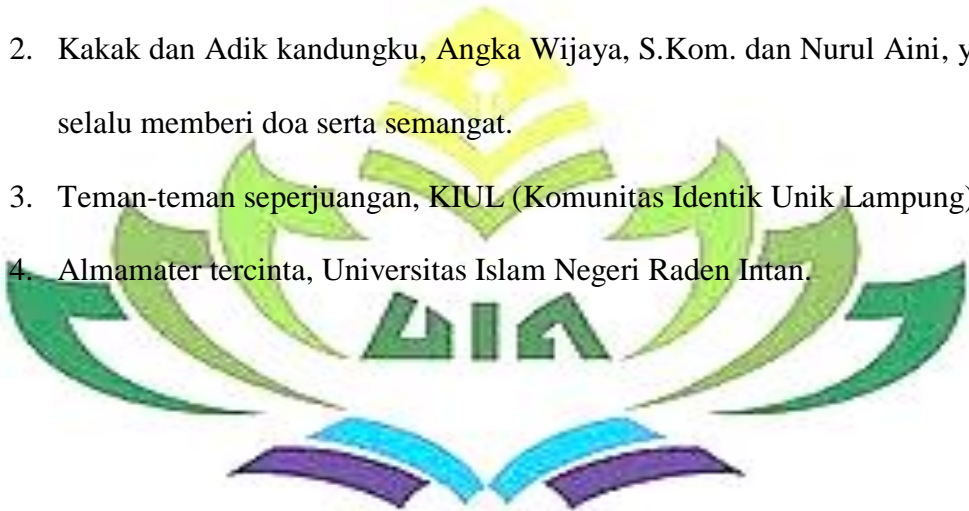 2. Kakak dan Adik kandungku, Angka Wijaya, S.Kom. dan Nurul Aini, y
selalu memberi doa serta semangat.
3. Teman-teman seperjuangan, KIUL (Komunitas Identik Unik Lampung)
4. Almamater tercinta, Universitas Islam Negeri Raden Intan.
UIN